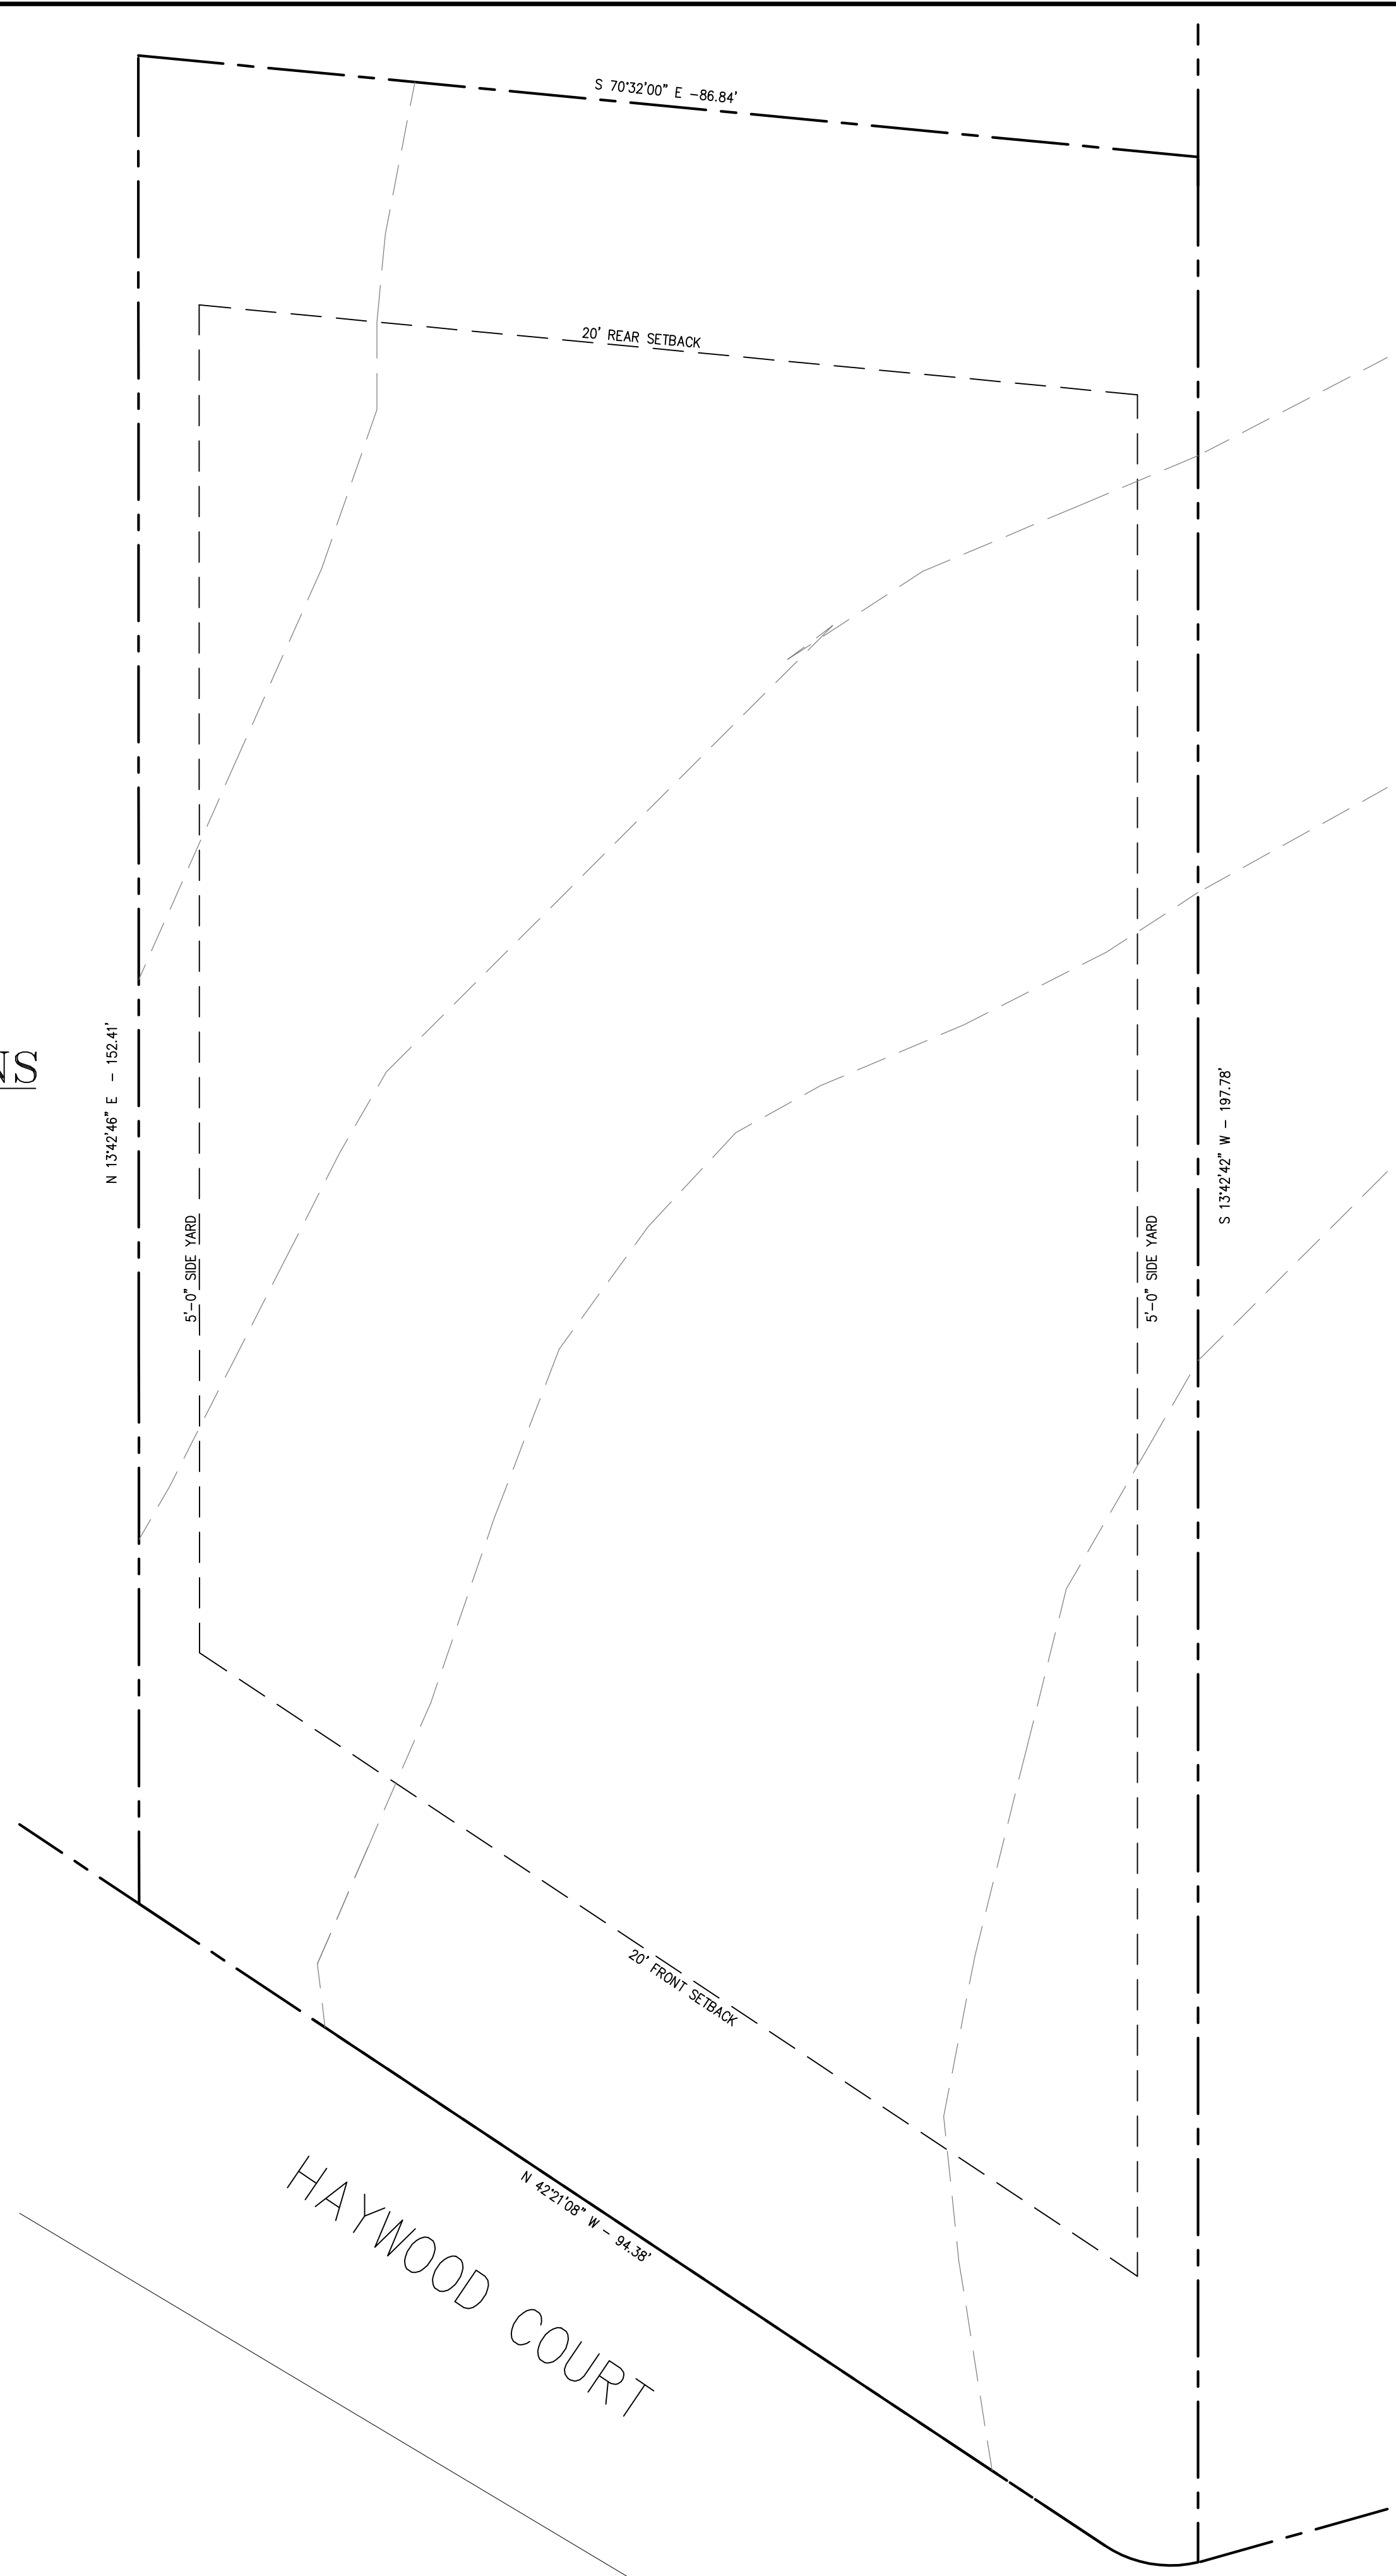 S 70°32'00" E -86.84'
20' REAR SETBACK
N 13°42'46" E - 152.41'
NS
5'-0" SIDE YARD
5'-0" SIDE YARD
S 13°42'42" W - 197.78'
20' FRONT SETBACK
N 42°21'08" W - 94.38'
HAYWOOD COURT